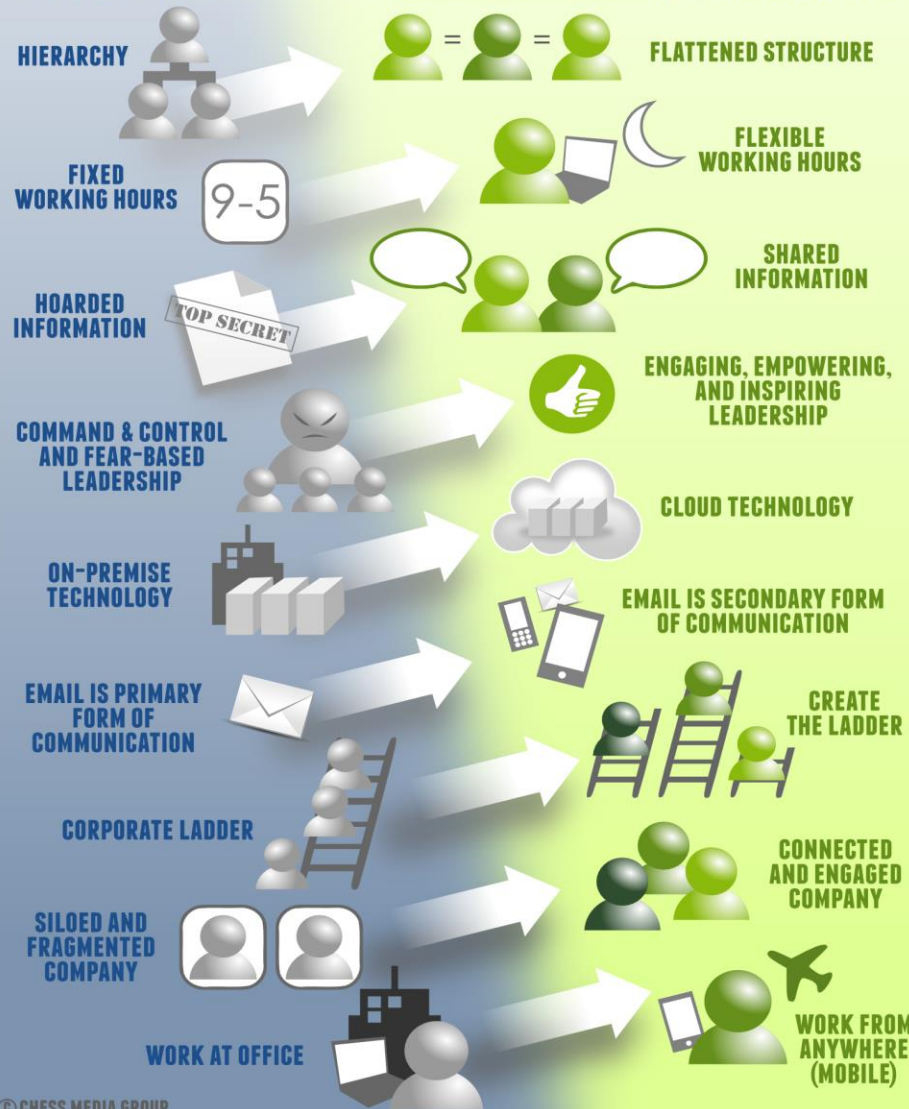 HIERARCHY
FLATTENED STRUCTURE
FIXED
WORKING HOURS
9-5
FLEXIBLE
WORKING HOURS
HOARDED
INFORMATION
TOP SECRET
SHARED
INFORMATION
COMMAND & CONTROL
AND FEAR-BASED
LEADERSHIP
ENGAGING, EMPOWERING,
AND INSPIRING
LEADERSHIP
ON-PREMISE
TECHNOLOGY
CLOUD TECHNOLOGY
EMAIL IS PRIMARY
FORM OF
COMMUNICATION
EMAIL IS SECONDARY FORM
OF COMMUNICATION
CORPORATE LADDER
CREATE
THE LADDER
SILOED AND
FRAGMENTED
COMPANY
CONNECTED
AND ENGAGED
COMPANY
WORK AT OFFICE
WORK FROM
ANYWHERE
(MOBILE)
© CHESS MEDIA GROUP